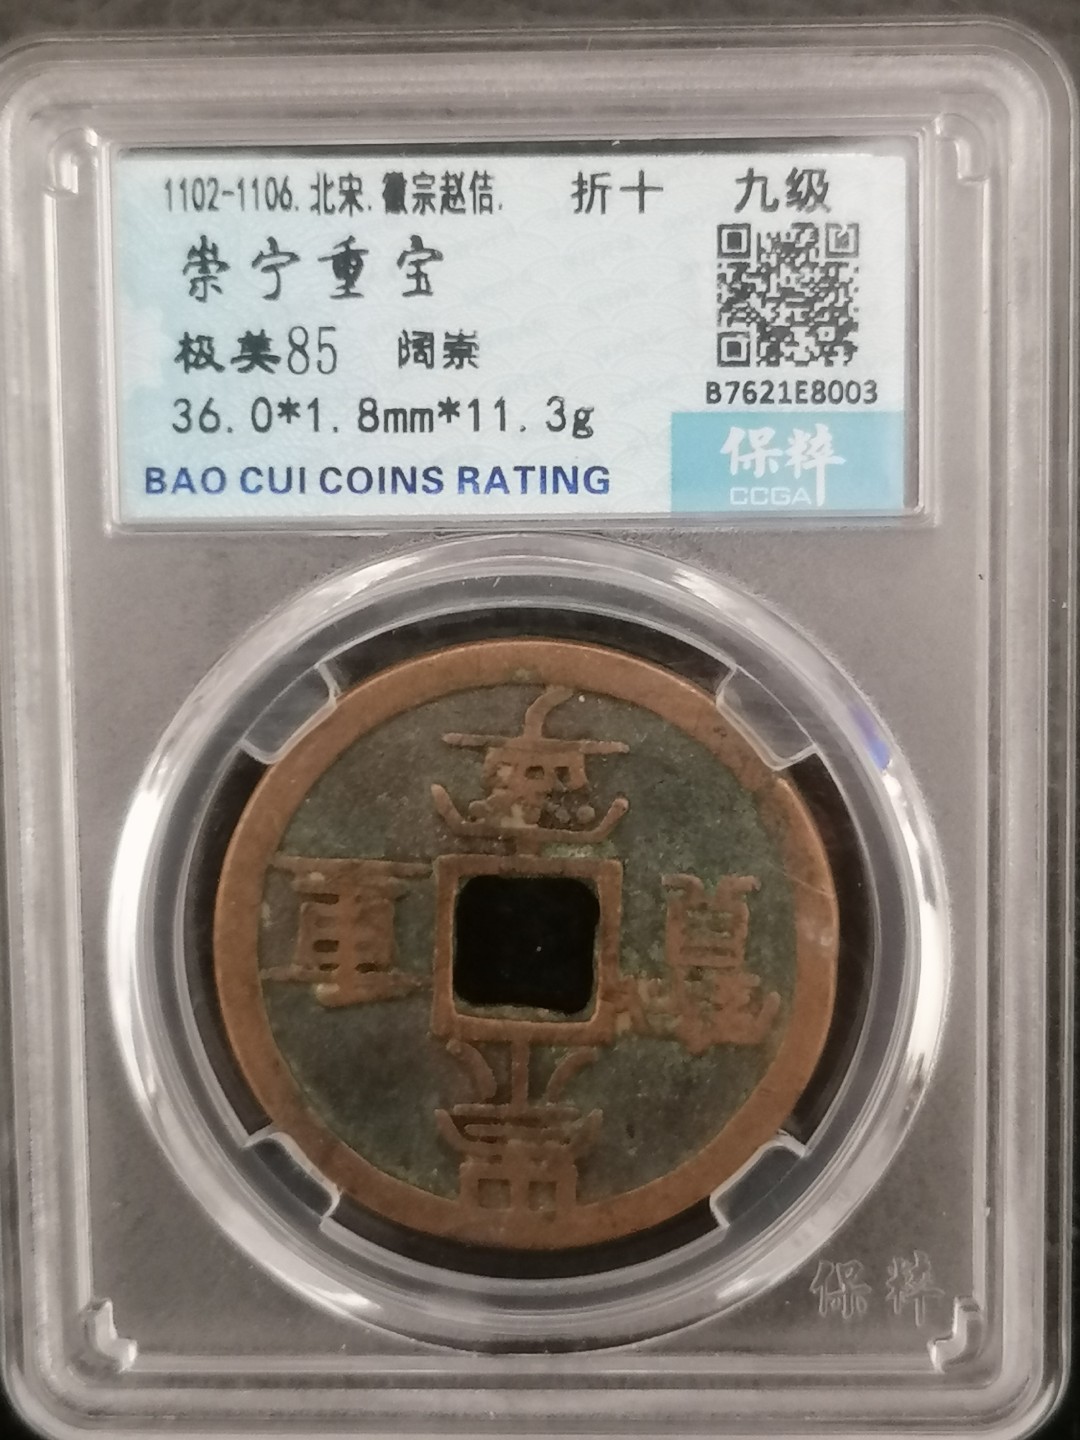 1102-1106.北宋.徽宗赵佶. 折十 九级
崇宁重宝
极美85 阔崇
B7621E8003
36.0*1.8mm*11.3g
保粹
CCGA
BAO CUI COINS RATING
崇寧重寶
保粹